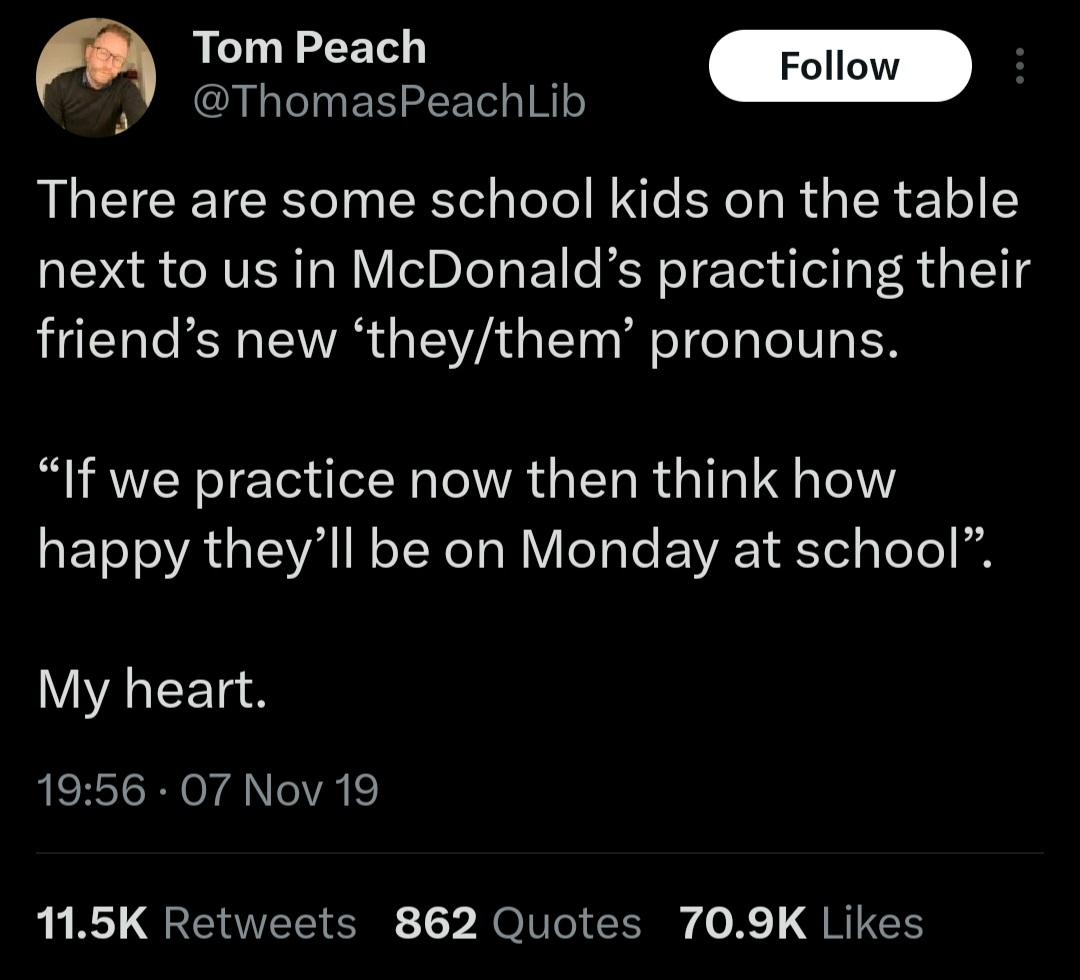 Tom Peach
Follow
@ThomasPeachLib
There are some school kids on the table
next to us in McDonald’s practicing their
friend’s new ‘they/them’ pronouns.
“If we practice now then think how
happy they’ll be on Monday at school”.
My heart.
19:56 · 07 Nov 19
11.5K Retweets 862 Quotes 70.9K Likes